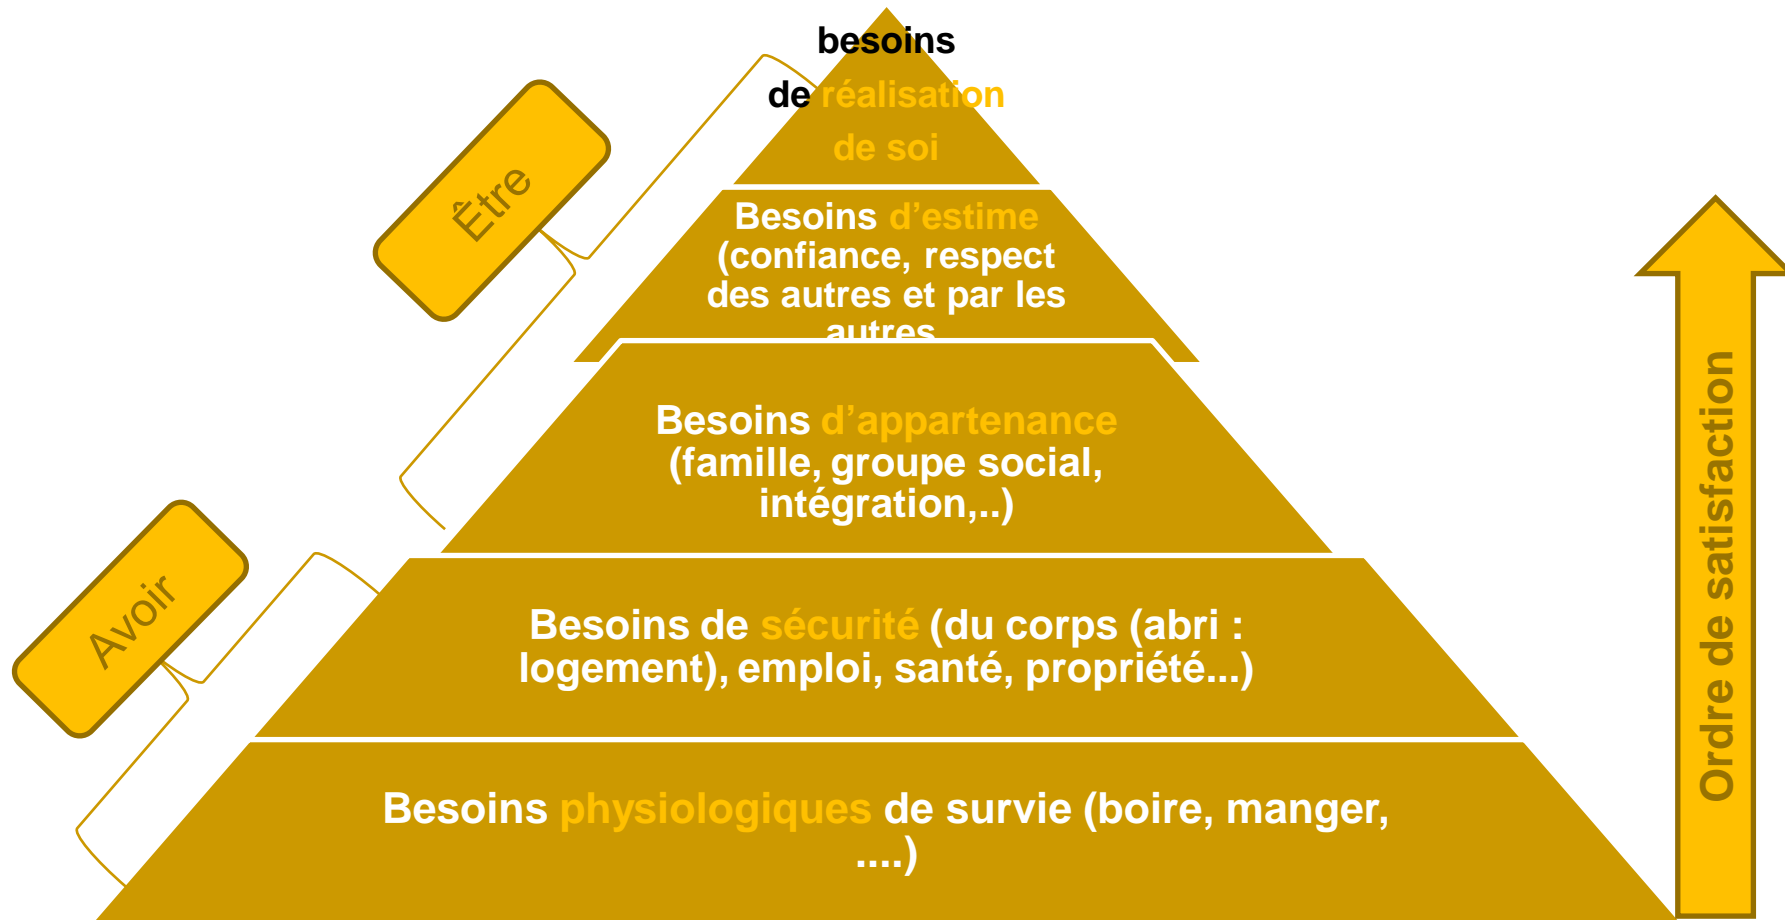 besoins
de réalisation
de soi
Être
Besoins d’estime
(confiance, respect
des autres et par les
autres
Besoins d’appartenance
(famille, groupe social,
intégration,..)
Avoir
Besoins de sécurité (du corps (abri :
logement), emploi, santé, propriété...)
Besoins physiologiques de survie (boire, manger,
....)
Ordre de satisfaction